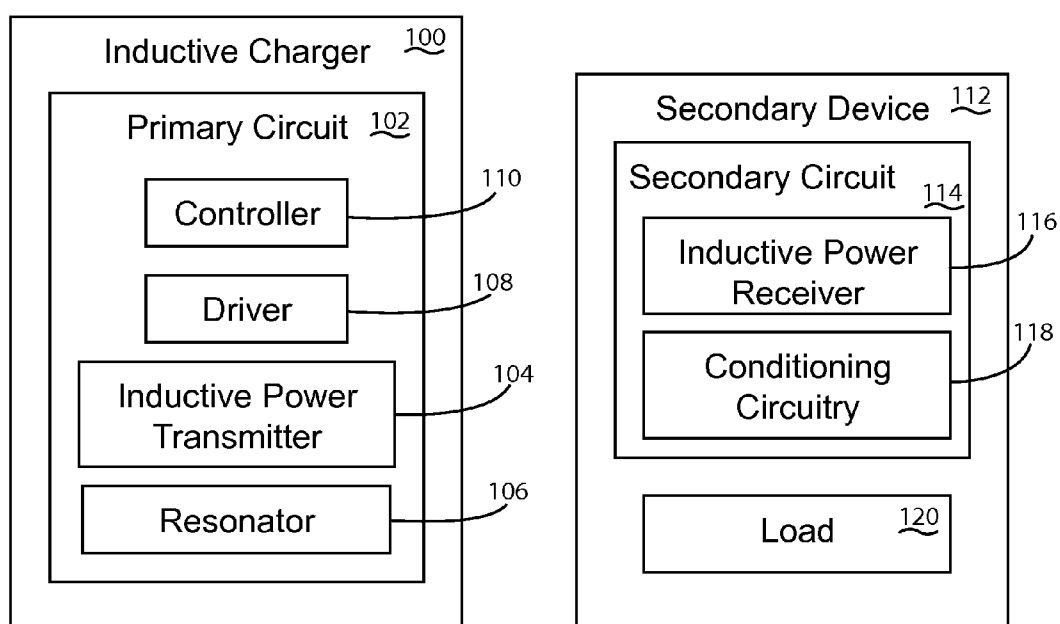 Inductive Charger 100
Primary Circuit 102
Controller
110
Driver
108
Inductive Power
Transmitter
104
Resonator
106
Secondary Device 112
Secondary Circuit
114
Inductive Power
Receiver
116
Conditioning
Circuitry
118
Load 120